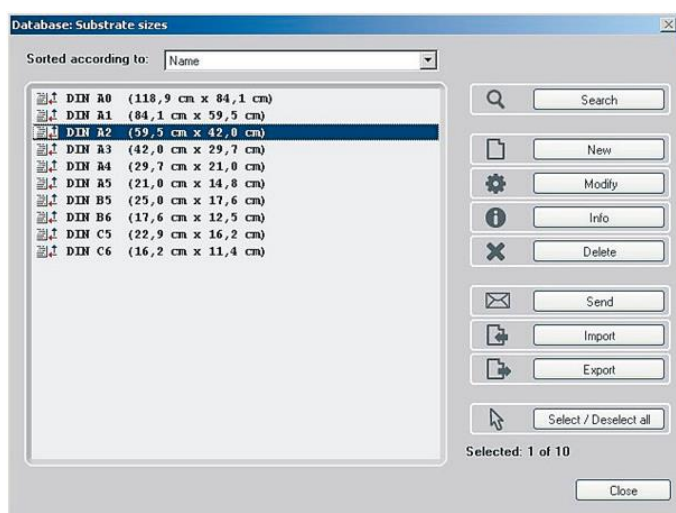 Database: Substrate sizes
Sorted according to: Name
DIN A0 (118,9 cm x 84,1 cm)
DIN A1 (84,1 cm x 59,5 cm)
DIN A2 (59,5 cm x 42,0 cm)
DIN A3 (42,0 cm x 29,7 cm)
DIN A4 (29,7 cm x 21,0 cm)
DIN A5 (21,0 cm x 14,8 cm)
DIN B5 (25,0 cm x 17,6 cm)
DIN B6 (17,6 cm x 12,5 cm)
DIN C5 (22,9 cm x 16,2 cm)
DIN C6 (16,2 cm x 11,4 cm)
Search
New
Modify
Info
Delete
Send
Import
Export
Select / Deselect all
Selected: 1 of 10
Close